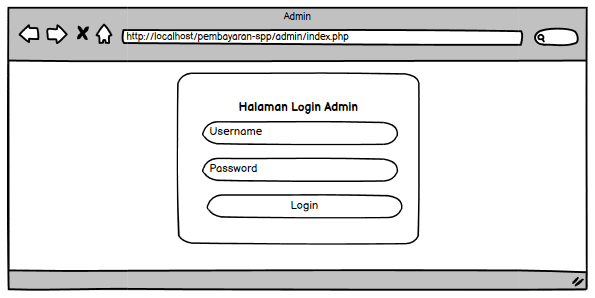 Admin
http://localhost/pembayaran-spp/admin/index.php
Halaman Login Admin
Username
Password
Login